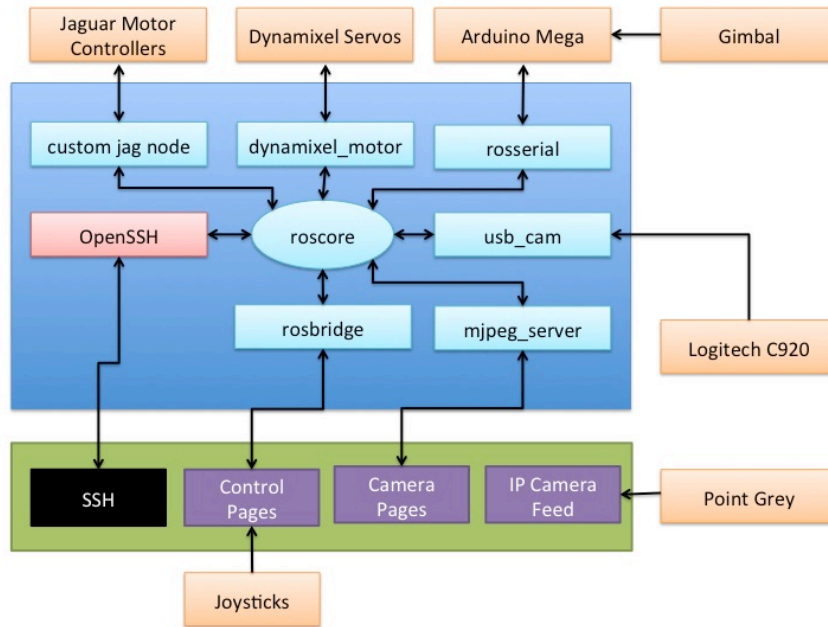 Jaguar Motor
Controllers
Dynamixel Servos
Arduino Mega
Gimbal
custom jag node
dynamixel_motor
rosserial
OpenSSH
roscore
usb_cam
rosbridge
mjpeg_server
Logitech C920
SSH
Control
Pages
Camera
Pages
IP Camera
Feed
Point Grey
Joysticks